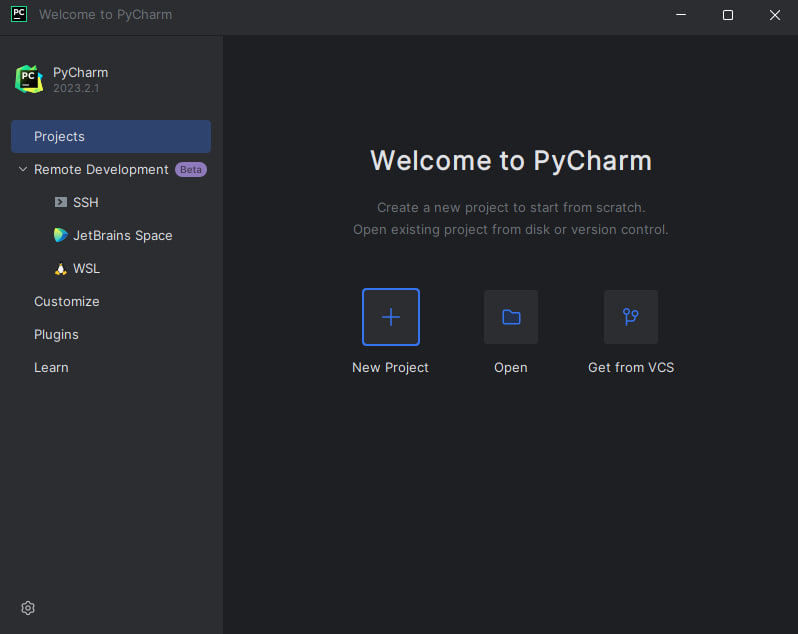 PC Welcome to PyCharm
PC PyCharm
2023.2.1
Projects
Remote Development Beta
SSH
JetBrains Space
WSL
Customize
Plugins
Learn
Welcome to PyCharm
Create a new project to start from scratch.
Open existing project from disk or version control.
New Project
Open
Get from VCS